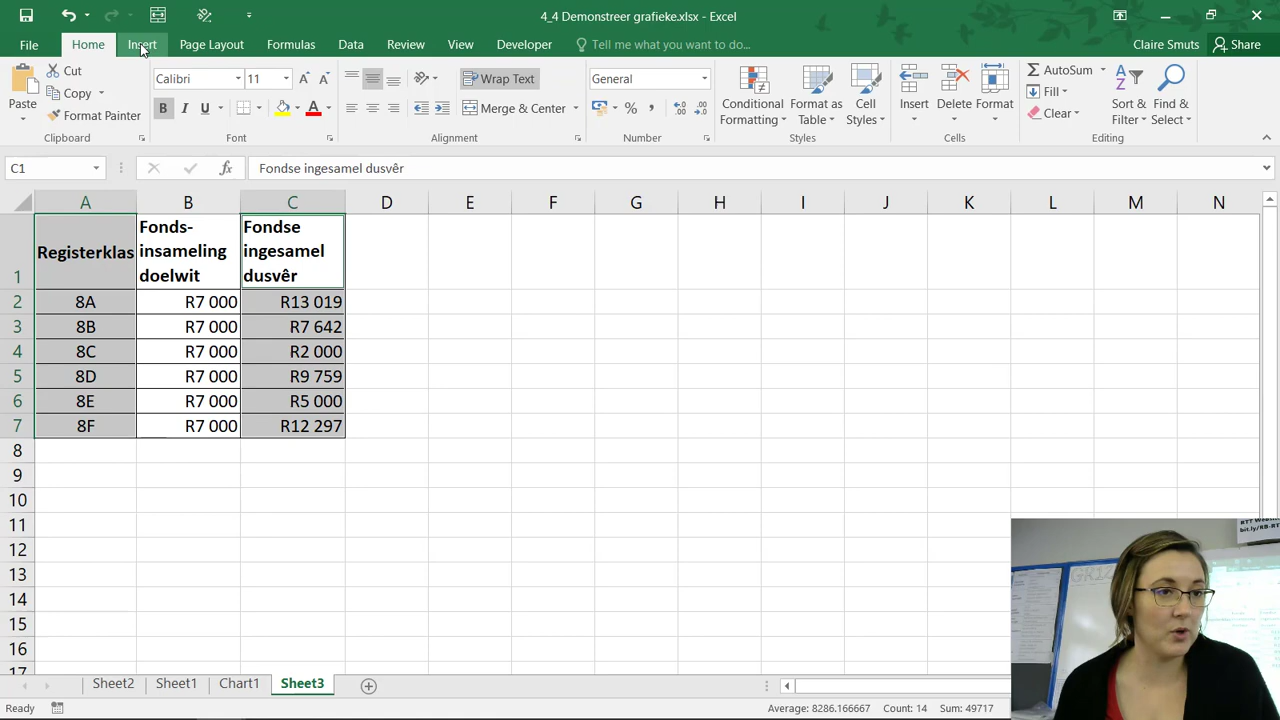 4_4 Demonstreer grafieke.xlsx - Excel
File Home Insert Page Layout Formulas Data Review View Developer Tell me what you want to do... Claire Smuts Share
Paste Cut Copy Format Painter Clipboard
Calibri 11 B I U A Font
Wrap Text Merge & Center Alignment
General % , Number
Conditional Formatting Format as Table Cell Styles Styles
Insert Delete Format Cells
AutoSum Fill Clear Sort & Filter Find & Select Editing
C1 fx Fondse ingesamel dusvêr
A B C D E F G H I J K L M N
1 Registerklas Fonds-insameling doelwit Fondse ingesamel dusvêr
2 8A R7 000 R13 019
3 8B R7 000 R7 642
4 8C R7 000 R2 000
5 8D R7 000 R9 759
6 8E R7 000 R5 000
7 8F R7 000 R12 297
8
9
10
11
12
13
14
15
16
17
Sheet2 Sheet1 Chart1 Sheet3
Ready Average: 8286.166667 Count: 14 Sum: 49717